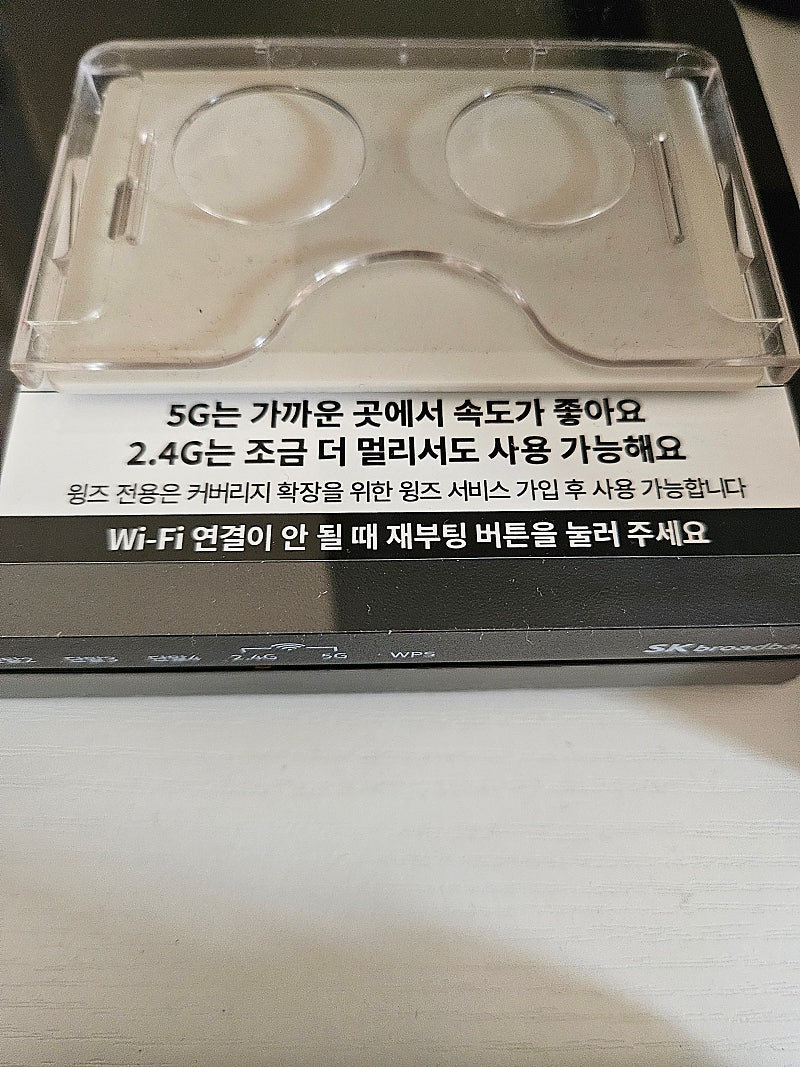 5G는 가까운 곳에서 속도가 좋아요
2.4G는 조금 더 멀리서도 사용 가능해요
윙즈 전용은 커버리지 확장을 위한 윙즈 서비스 가입 후 사용 가능합니다
Wi-Fi 연결이 안 될 때 재부팅 버튼을 눌러 주세요
2.4G 5G WPS SK